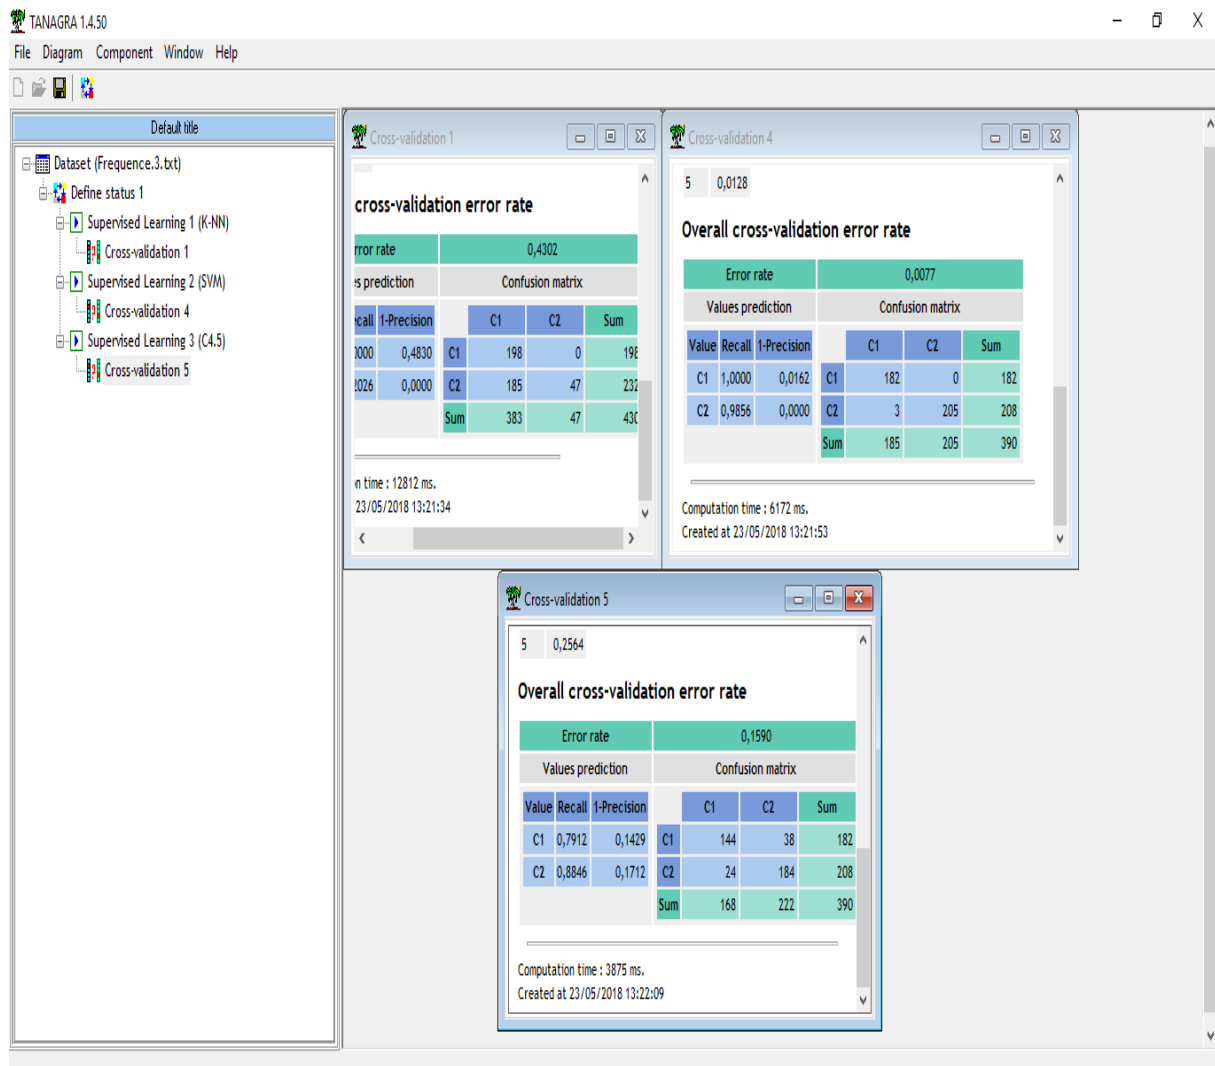 TANAGRA 1.4.50
File Diagram Component Window Help
Default title
Dataset (Frequence.3.txt)
Define status 1
Supervised Learning 1 (K-NN)
Cross-validation 1
Supervised Learning 2 (SVM)
Cross-validation 4
Supervised Learning 3 (C4.5)
Cross-validation 5
Cross-validation 1
cross-validation error rate
rror rate 0,4302
s prediction Confusion matrix
ecall 1-Precision C1 C2 Sum
0000 0,4830 C1 198 0 198
2026 0,0000 C2 185 47 232
Sum 383 47 430
n time : 12812 ms.
23/05/2018 13:21:34
Cross-validation 4
5 0,0128
Overall cross-validation error rate
Error rate 0,0077
Values prediction Confusion matrix
Value Recall 1-Precision C1 C2 Sum
C1 1,0000 0,0162 C1 182 0 182
C2 0,9856 0,0000 C2 3 205 208
Sum 185 205 390
Computation time : 6172 ms.
Created at 23/05/2018 13:21:53
Cross-validation 5
5 0,2564
Overall cross-validation error rate
Error rate 0,1590
Values prediction Confusion matrix
Value Recall 1-Precision C1 C2 Sum
C1 0,7912 0,1429 C1 144 38 182
C2 0,8846 0,1712 C2 24 184 208
Sum 168 222 390
Computation time : 3875 ms.
Created at 23/05/2018 13:22:09